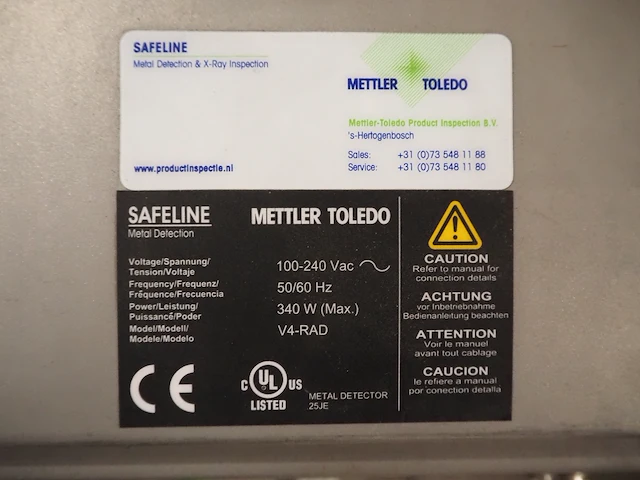 SAFELINE
Metal Detection & X-Ray Inspection
METTLER TOLEDO
Mettler-Toledo Product Inspection B.V.
's-Hertogenbosch
Sales: +31 (0)73 548 11 88
Service: +31 (0)73 548 11 80
www.productinspectie.nl
SAFELINE
Metal Detection
METTLER TOLEDO
Voltage/Spannung/
Tension/Voltaje
100-240 Vac
Frequency/Frequenz/
Fréquence/Frecuencia
50/60 Hz
Power/Leistung/
Puissance/Poder
340 W (Max.)
Model/Modell/
Modele/Modelo
V4-RAD
CE
C UL US
LISTED
METAL DETECTOR
25JE
CAUTION
Refer to manual for
connection details
ACHTUNG
vor Inbetriebnahme
Bedienanleitung beachten
ATTENTION
Voir le manuel
avant tout cablage
CAUCION
le refiere a manual
por conection detalla